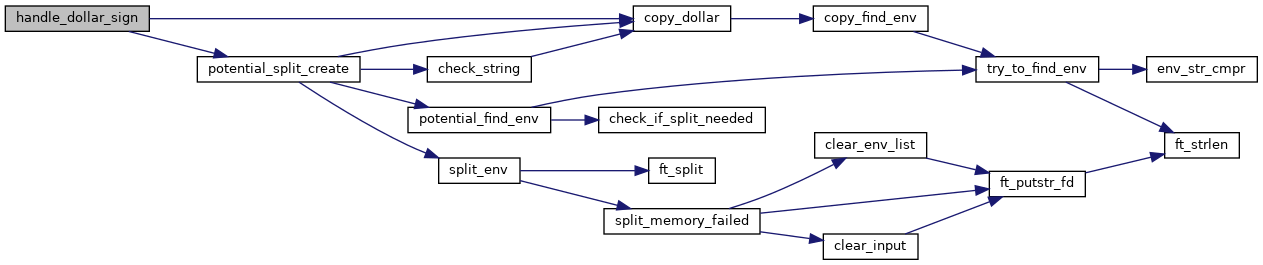 handle_dollar_sign
copy_dollar
copy_find_env
potential_split_create
check_string
try_to_find_env
env_str_cmpr
potential_find_env
check_if_split_needed
ft_strlen
clear_env_list
split_env
ft_split
ft_putstr_fd
split_memory_failed
clear_input